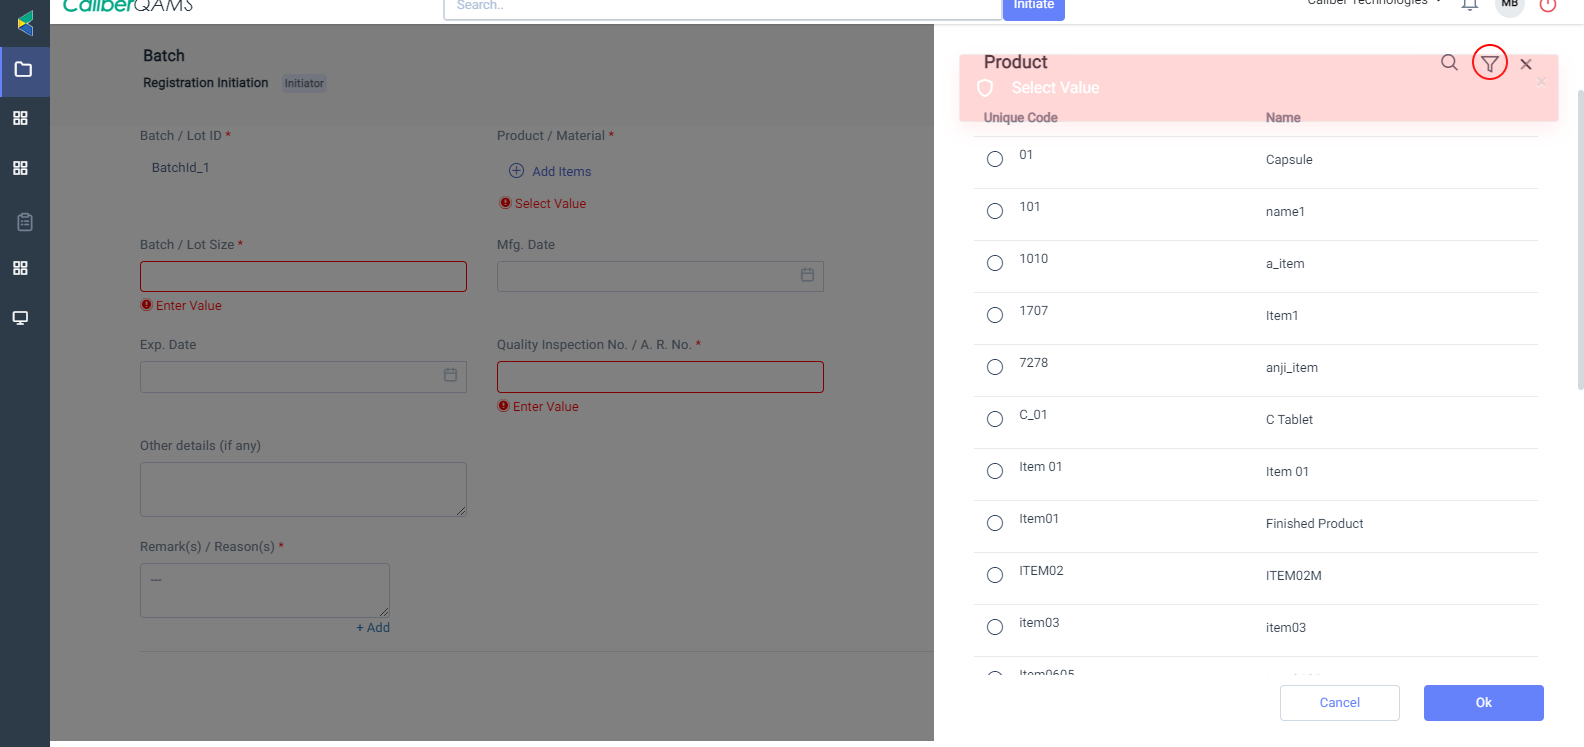 CaliberQAMS
Search..
Initiate
Caliber Technologies
MB
Batch
Registration Initiation Initiator
Batch / Lot ID *
BatchId_1
Product / Material *
Add Items
Select Value
Batch / Lot Size *
Enter Value
Mfg. Date
Exp. Date
Quality Inspection No. / A. R. No. *
Enter Value
Other details (if any)
Remark(s) / Reason(s) *
---
+ Add
Product
Select Value
Unique Code Name
01 Capsule
101 name1
1010 a_item
1707 Item1
7278 anji_item
C_01 C Tablet
Item 01 Item 01
Item01 Finished Product
ITEM02 ITEM02M
item03 item03
Item0605
Cancel Ok